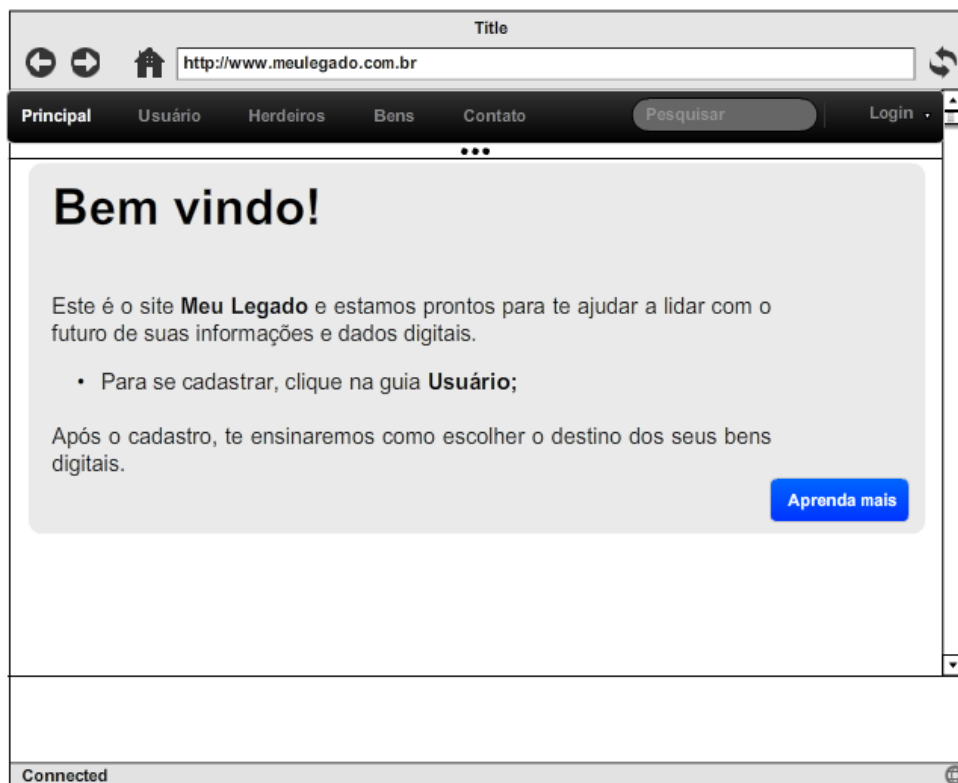 Title
http://www.meulegado.com.br
Principal Usuário Herdeiros Bens Contato Pesquisar Login
Bem vindo!
Este é o site Meu Legado e estamos prontos para te ajudar a lidar com o
futuro de suas informações e dados digitais.
• Para se cadastrar, clique na guia Usuário;
Após o cadastro, te ensinaremos como escolher o destino dos seus bens
digitais.
Aprenda mais
Connected